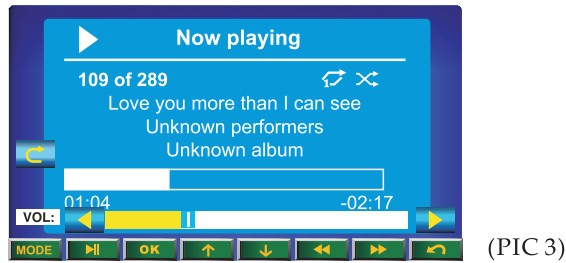 Now playing
109 of 289
Love you more than I can see
Unknown performers
Unknown album
01:04 -02:17
VOL:
MODE OK
(PIC 3)